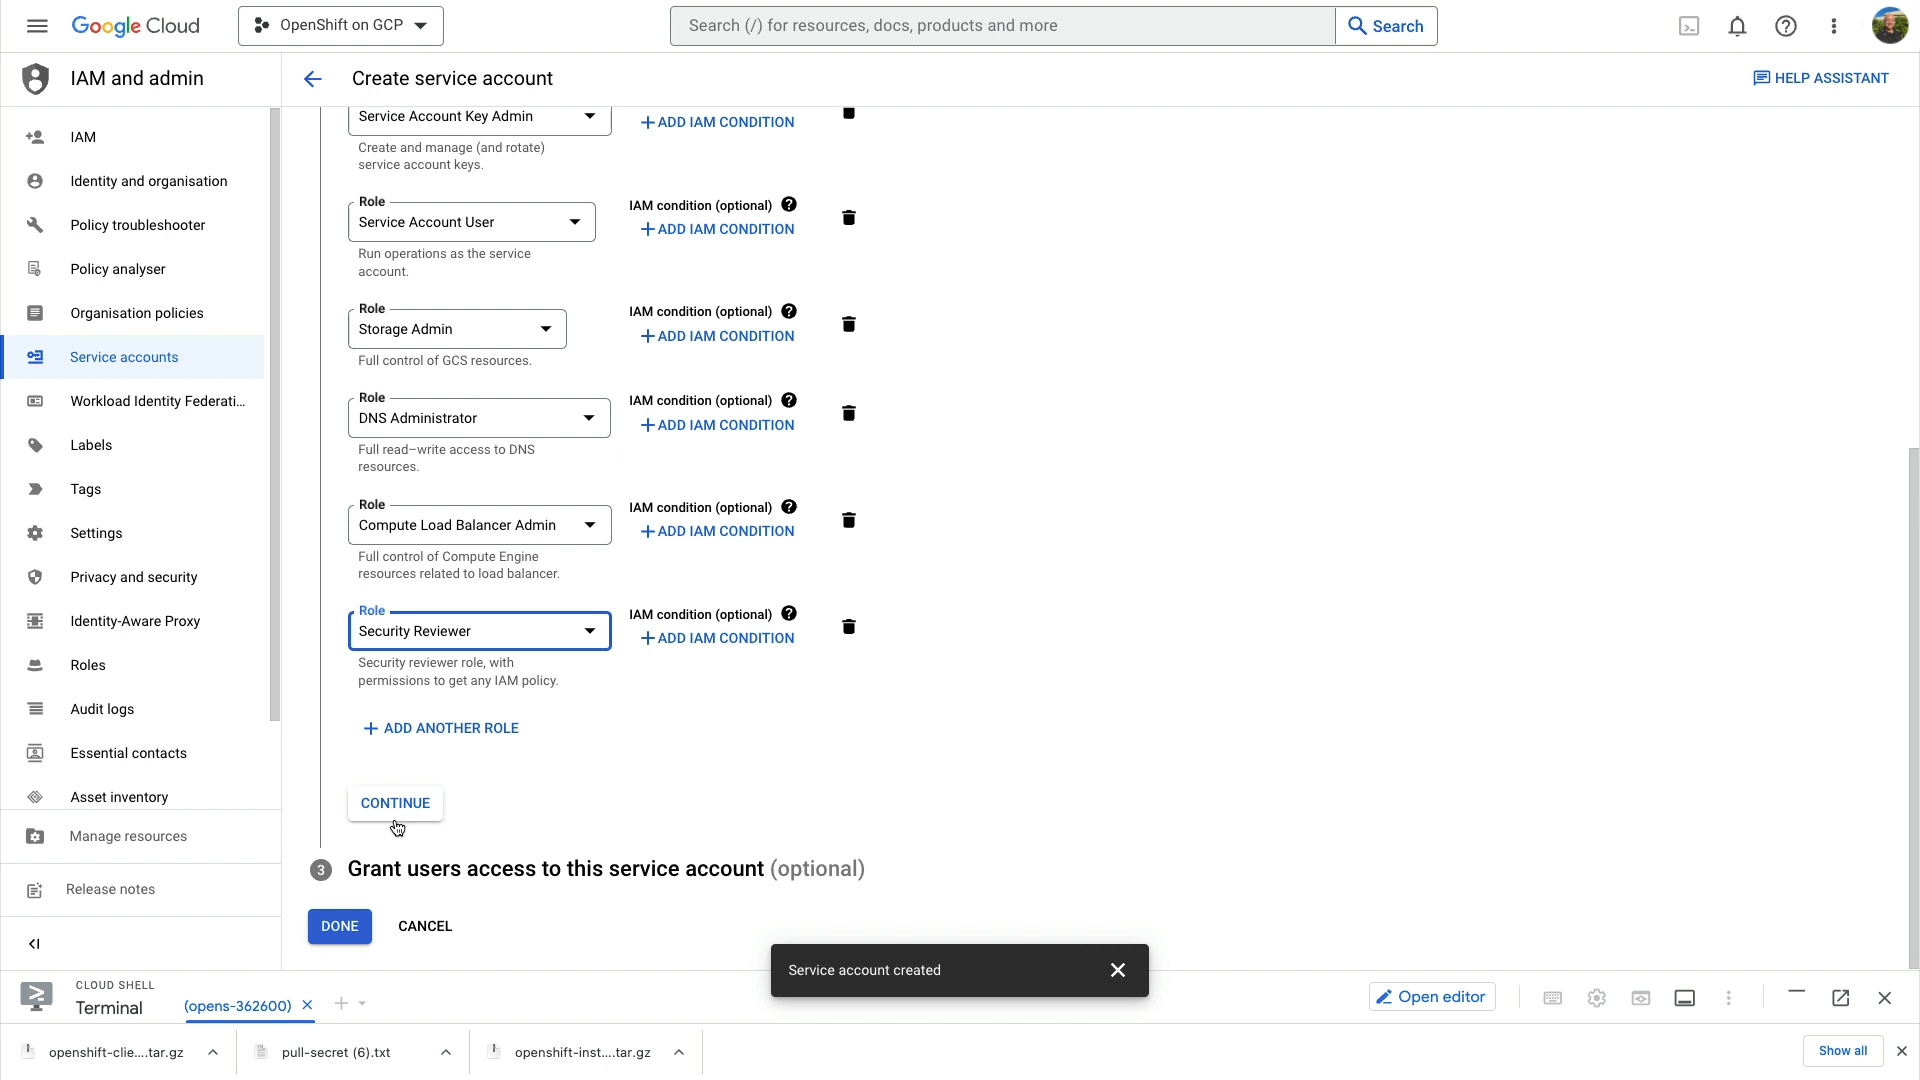 Google Cloud
OpenShift on GCP
Search (/) for resources, docs, products and more
Search
IAM and admin
Create service account
HELP ASSISTANT
IAM
Identity and organisation
Policy troubleshooter
Policy analyser
Organisation policies
Service accounts
Workload Identity Federati...
Labels
Tags
Settings
Privacy and security
Identity-Aware Proxy
Roles
Audit logs
Essential contacts
Asset inventory
Manage resources
Release notes
Service Account Key Admin
+ ADD IAM CONDITION
Create and manage (and rotate)
service account keys.
Role
Service Account User
IAM condition (optional) ?
+ ADD IAM CONDITION
Run operations as the service
account.
Role
Storage Admin
IAM condition (optional) ?
+ ADD IAM CONDITION
Full control of GCS resources.
Role
DNS Administrator
IAM condition (optional) ?
+ ADD IAM CONDITION
Full read–write access to DNS
resources.
Role
Compute Load Balancer Admin
IAM condition (optional) ?
+ ADD IAM CONDITION
Full control of Compute Engine
resources related to load balancer.
Role
Security Reviewer
IAM condition (optional) ?
+ ADD IAM CONDITION
Security reviewer role, with
permissions to get any IAM policy.
+ ADD ANOTHER ROLE
CONTINUE
3 Grant users access to this service account (optional)
DONE
CANCEL
Service account created
CLOUD SHELL
Terminal
(opens-362600)
Open editor
openshift-clie....tar.gz
pull-secret (6).txt
openshift-inst....tar.gz
Show all